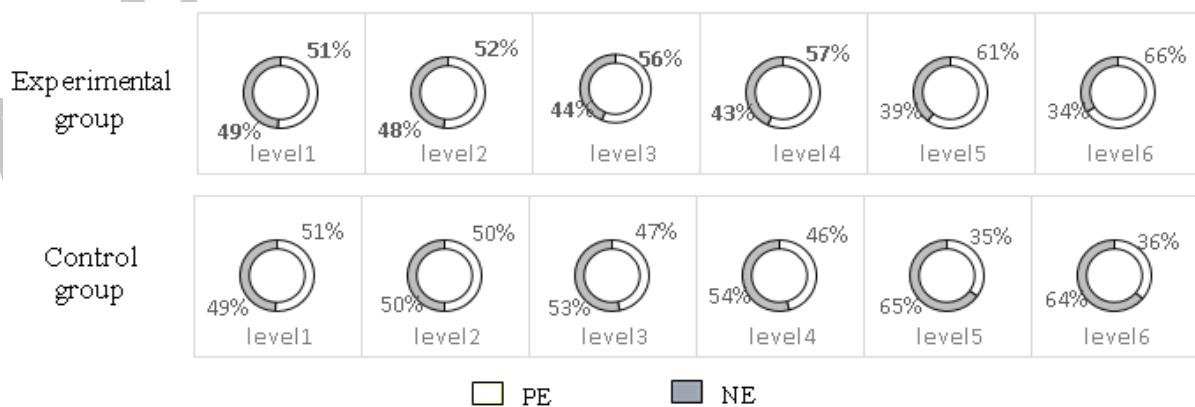 51% 52% 56% 57% 61% 66%
Experimental
group
49% 48% 44% 43% 39% 34%
level1 level2 level3 level4 level5 level6
51% 50% 47% 46% 35% 36%
Control
group
49% 50% 53% 54% 65% 64%
level1 level2 level3 level4 level5 level6
PE NE